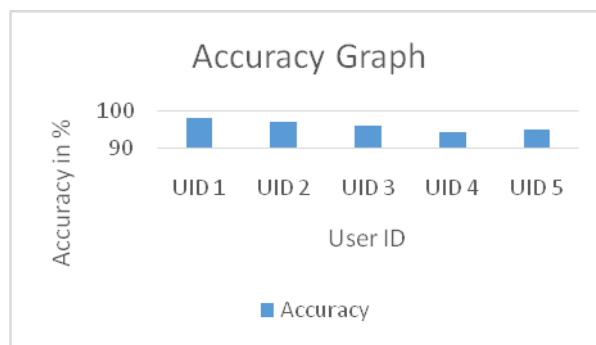 Accuracy Graph
Accuracy in %
100
90
UID 1 UID 2 UID 3 UID 4 UID 5
User ID
Accuracy